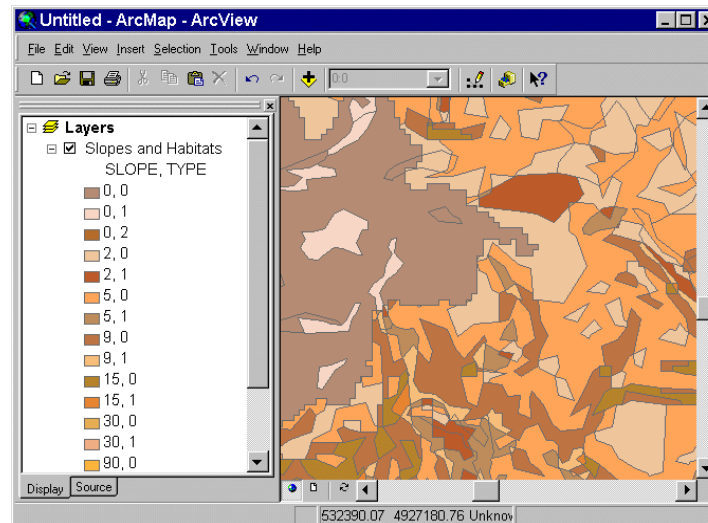 Untitled - ArcMap - ArcView
File Edit View Insert Selection Tools Window Help
0:0
Layers
Slopes and Habitats
SLOPE, TYPE
0, 0
0, 1
0, 2
2, 0
2, 1
5, 0
5, 1
9, 0
9, 1
15, 0
15, 1
30, 0
30, 1
90, 0
Display Source
532390.07 4927180.76 Unknow